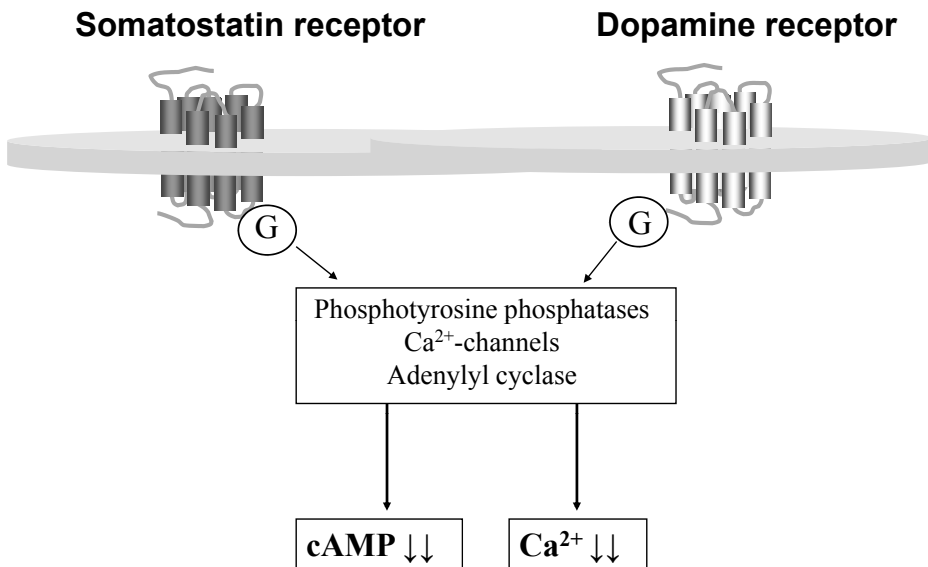 Somatostatin receptor
Dopamine receptor
G
G
Phosphotyrosine phosphatases
Ca²⁺-channels
Adenylyl cyclase
cAMP ↓↓
Ca²⁺ ↓↓